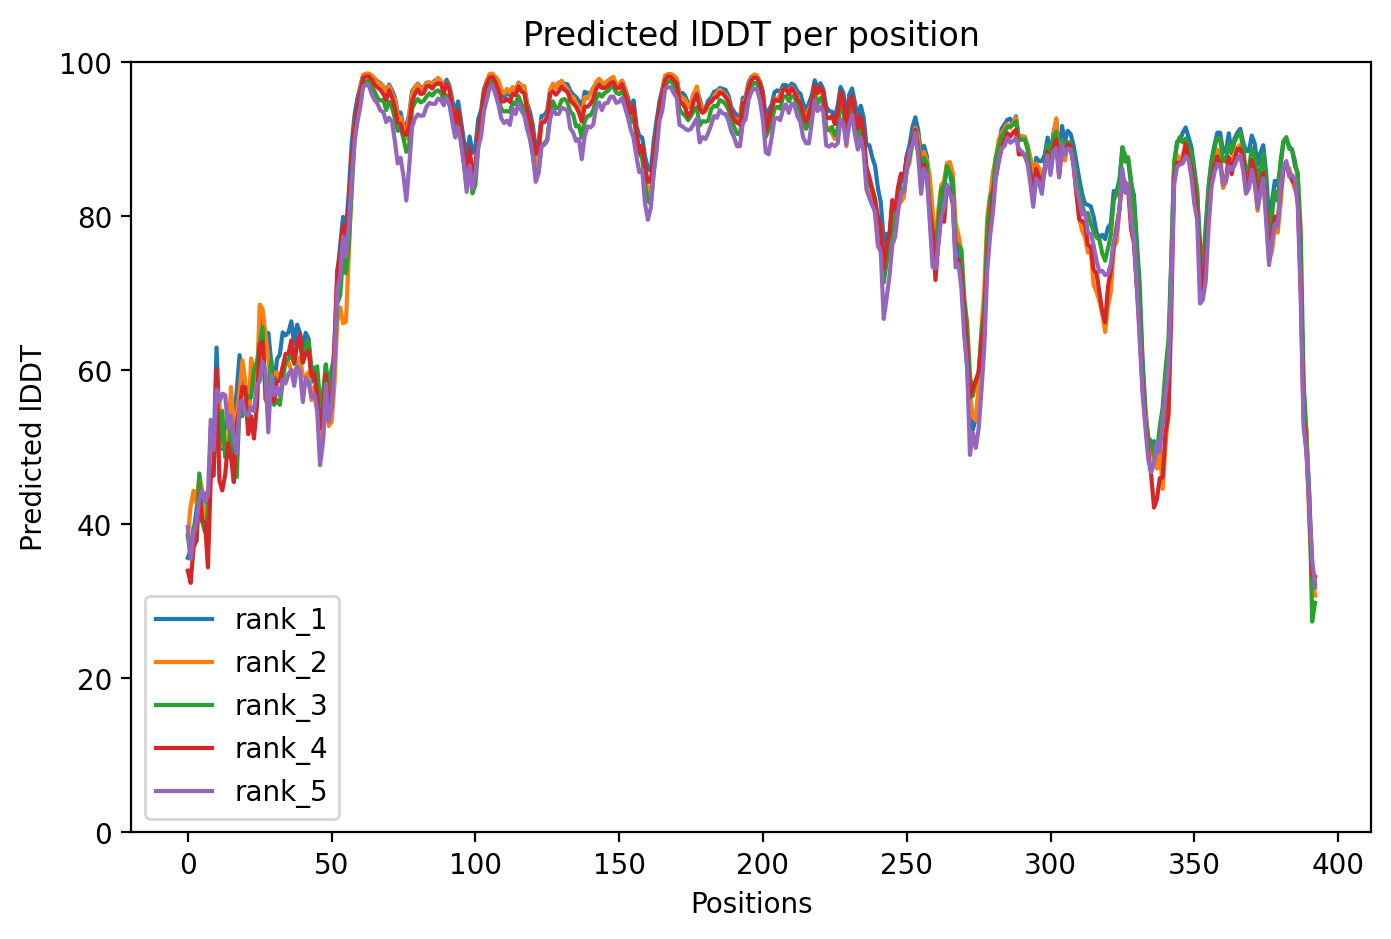 Predicted lDDT per position
100
80
60
40
20
0
Predicted lDDT
rank_1
rank_2
rank_3
rank_4
rank_5
0 50 100 150 200 250 300 350 400
Positions